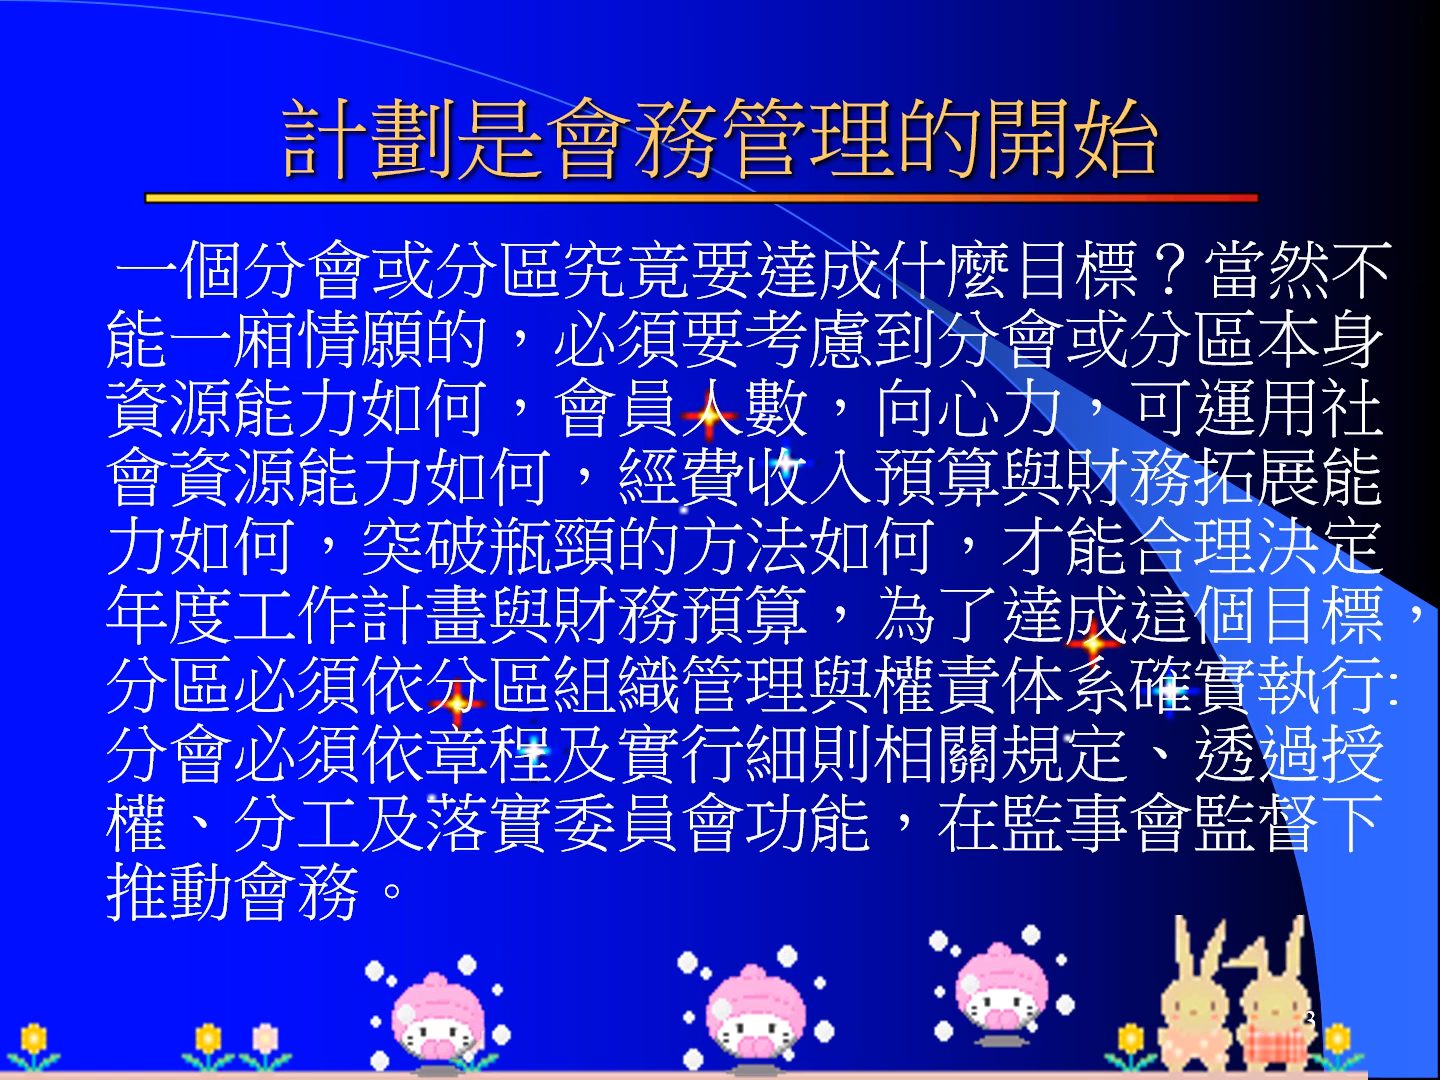 計劃是會務管理的開始
一個分會或分區究竟要達成什麼目標？當然不
能一廂情願的，必須要考慮到分會或分區本身
資源能力如何，會員人數，向心力，可運用社
會資源能力如何，經費收入預算與財務拓展能
力如何，突破瓶頸的方法如何，才能合理決定
年度工作計畫與財務預算，為了達成這個目標，
分區必須依分區組織管理與權責体系確實執行:
分會必須依章程及實行細則相關規定、透過授
權、分工及落實委員會功能，在監事會監督下
推動會務。
3